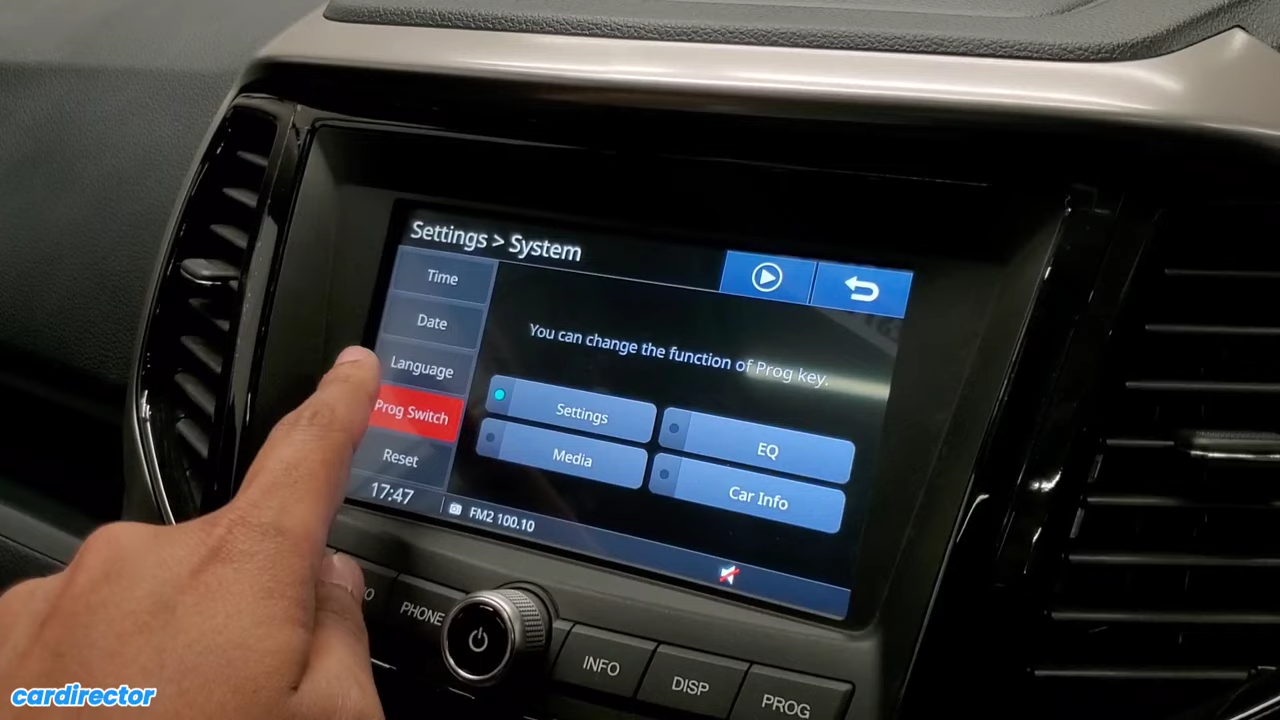 Settings > System
Time
Date
Language
Prog Switch
Reset
You can change the function of Prog key.
Settings
EQ
Media
Car Info
17:47
FM2 100.10
PHONE
INFO
DISP
PROG
cardirector